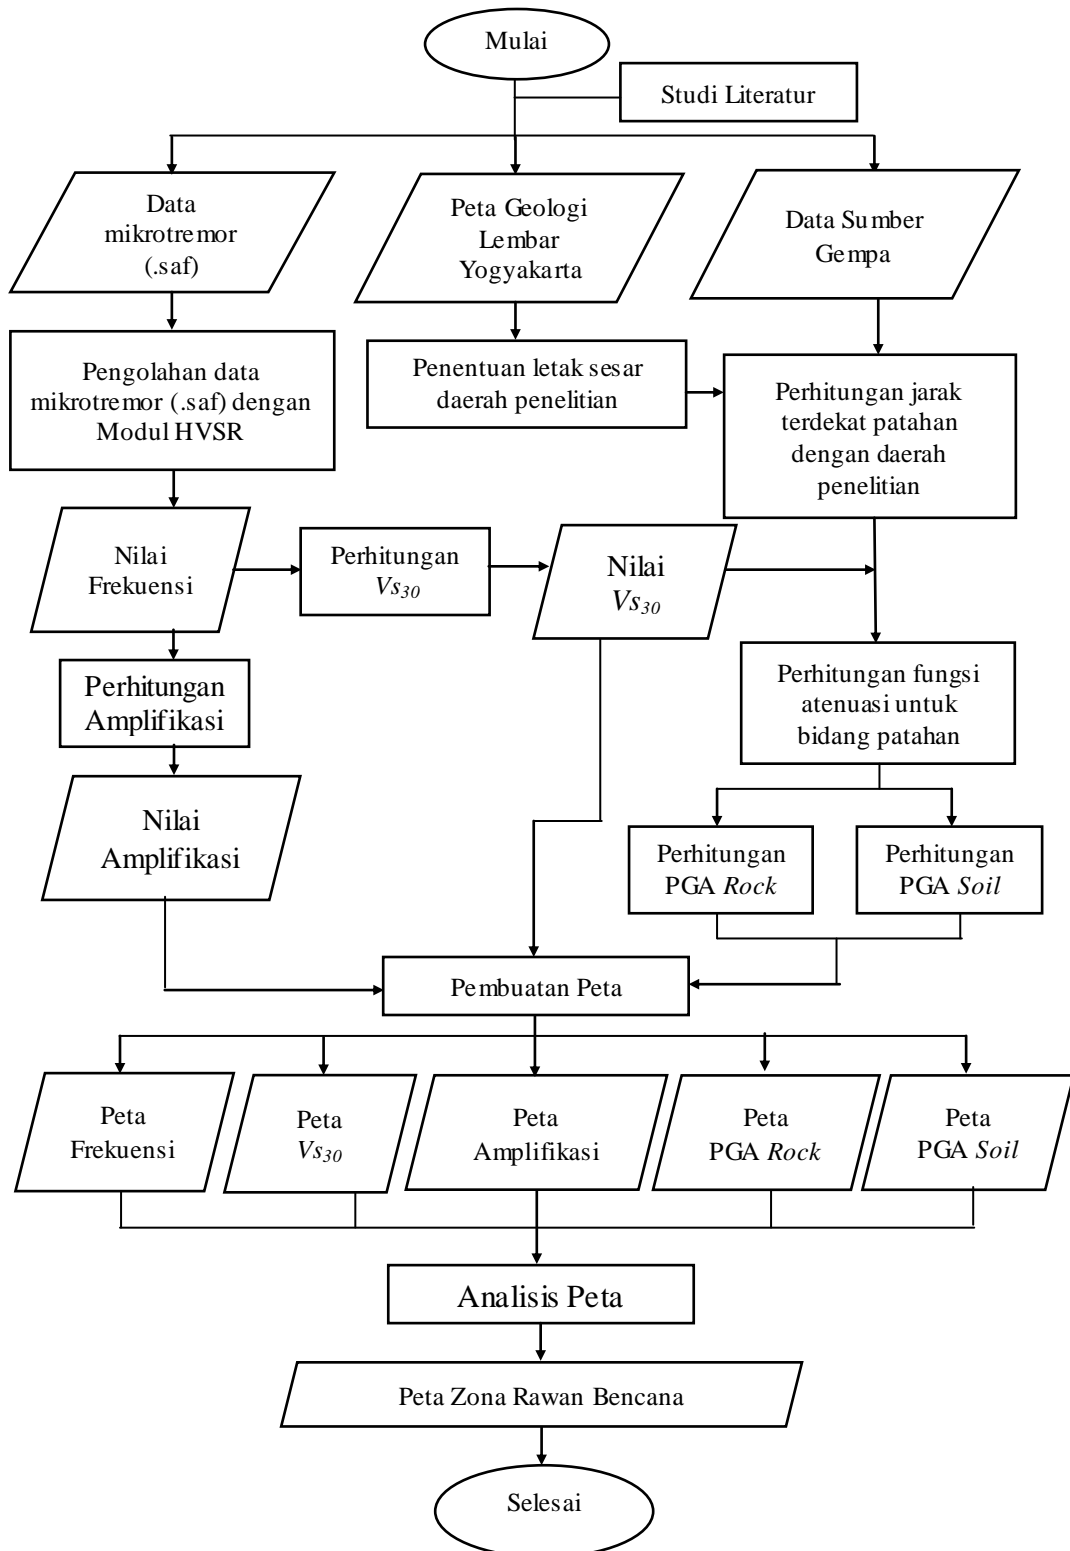 Mulai
Studi Literatur
Data
mikrotremor
(.saf)
Peta Geologi
Lembar
Yogyakarta
Data Sumber
Gempa
Pengolahan data
mikrotremor (.saf) dengan
Modul HVSR
Penentuan letak sesar
daerah penelitian
Perhitungan jarak
terdekat patahan
dengan daerah
penelitian
Nilai
Frekuensi
Perhitungan
Vs30
Nilai
Vs30
Perhitungan
Amplifikasi
Perhitungan fungsi
atenuasi untuk
bidang patahan
Nilai
Amplifikasi
Perhitungan
PGA Rock
Perhitungan
PGA Soil
Pembuatan Peta
Peta
Frekuensi
Peta
Vs30
Peta
Amplifikasi
Peta
PGA Rock
Peta
PGA Soil
Analisis Peta
Peta Zona Rawan Bencana
Selesai